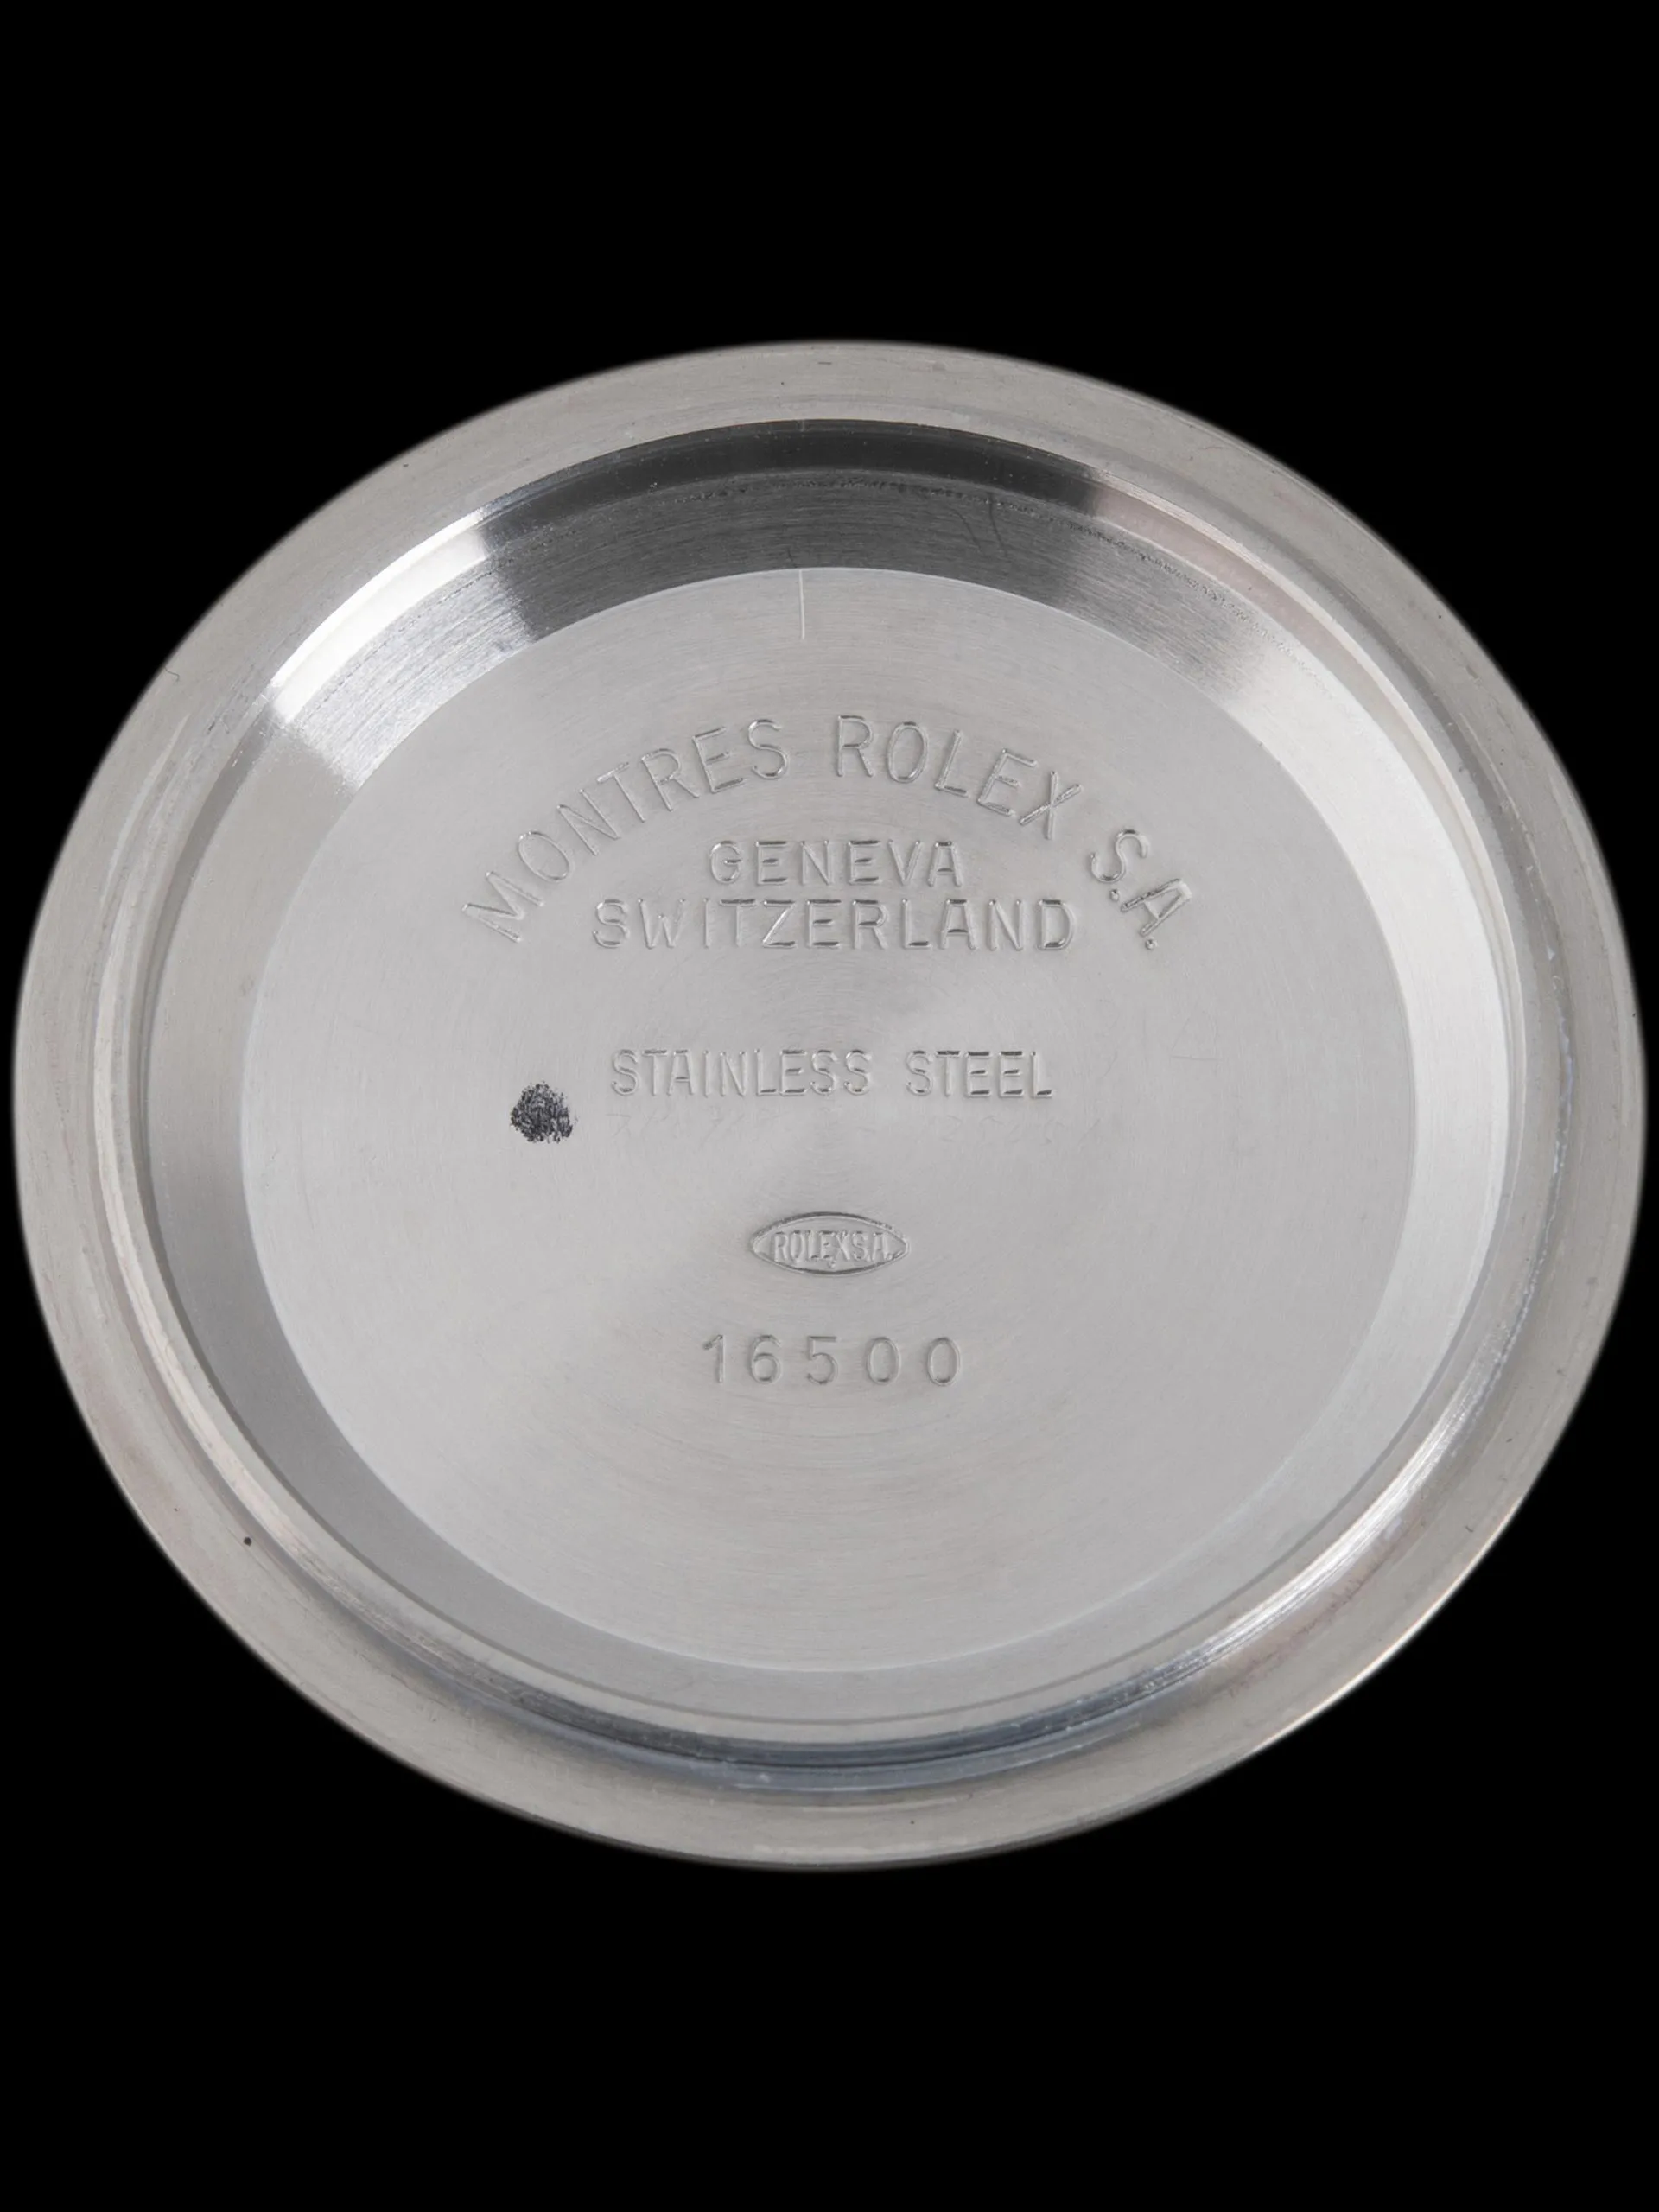 MONTRES ROLEX S.A.
GENEVA
SWITZERLAND
STAINLESS STEEL
ROLEX S.A.
16500